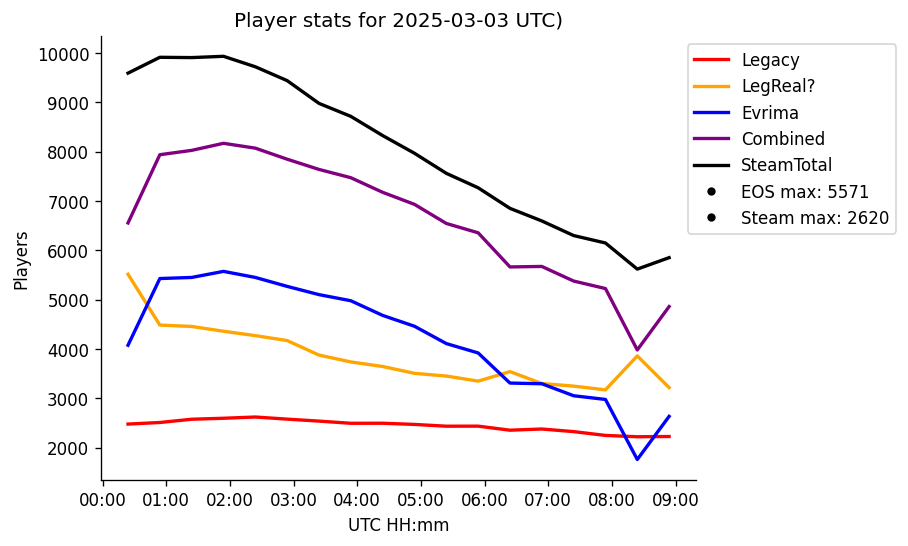 Player stats for 2025-03-03 UTC)
Legacy
LegReal?
Evrima
Combined
SteamTotal
EOS max: 5571
Steam max: 2620
10000
9000
8000
7000
6000
5000
4000
3000
2000
Players
00:00 01:00 02:00 03:00 04:00 05:00 06:00 07:00 08:00 09:00
UTC HH:mm